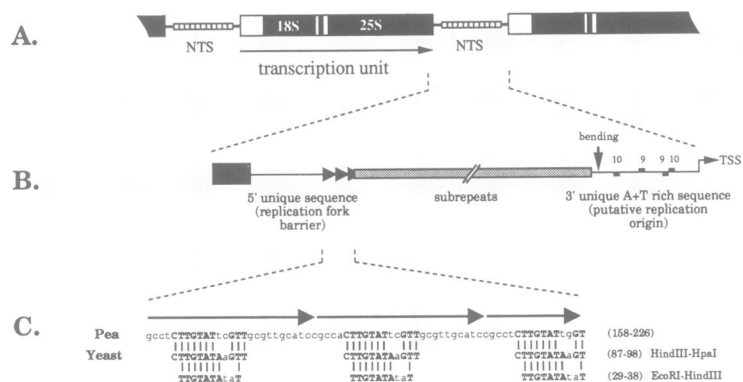 A.
18S
25S
NTS
NTS
transcription unit
bending
10
9
9
10
TSS
B.
5' unique sequence
(replication fork
barrier)
subrepeats
3' unique A+T rich sequence
(putative replication
origin)
C.
Pea gcctCTTGTATtcGTTgcgttgcatccgccaCTTGTATtcGTTgcgttgcatccgcctCTTGTATtgGT (158-226)
Yeast CTTGTATaaGTT CTTGTATaaGTT CTTGTATaaGT (87-98) HindIII-HpaI
TTGTATataT TTGTATataT TTGTATataT (29-38) EcoRI-HindIII